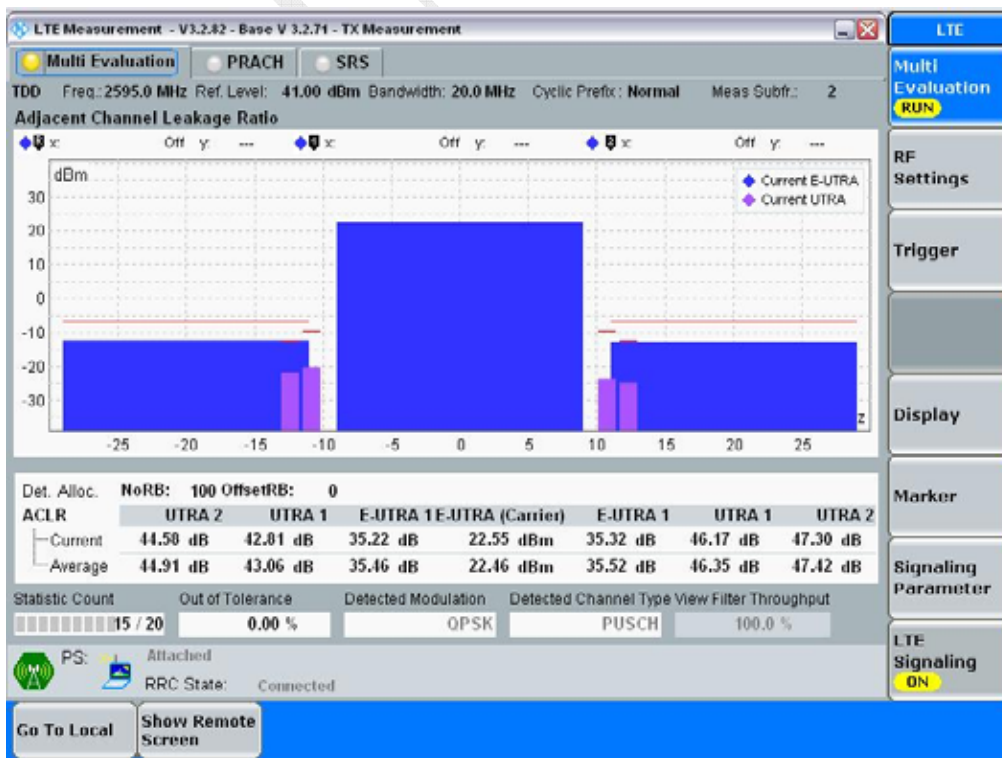 LTE Measurement - V3.2.82 - Base V 3.2.71 - TX Measurement
LTE
Multi Evaluation PRACH SRS
Multi Evaluation
RUN
TDD Freq.: 2595.0 MHz Ref. Level: 41.00 dBm Bandwidth: 20.0 MHz Cyclic Prefix: Normal Meas Subfr.: 2
Adjacent Channel Leakage Ratio
x: Off y: --- x: Off y: --- x: Off y: ---
dBm
Current E-UTRA
Current UTRA
30
20
10
0
-10
-20
-30
z
-25 -20 -15 -10 -5 0 5 10 15 20 25
RF Settings
Trigger
Display
Marker
Signaling Parameter
LTE Signaling
ON
Det. Alloc. NoRB: 100 OffsetRB: 0
ACLR UTRA 2 UTRA 1 E-UTRA 1 E-UTRA (Carrier) E-UTRA 1 UTRA 1 UTRA 2
Current 44.58 dB 42.81 dB 35.22 dB 22.55 dBm 35.32 dB 46.17 dB 47.30 dB
Average 44.91 dB 43.06 dB 35.46 dB 22.46 dBm 35.52 dB 46.35 dB 47.42 dB
Statistic Count Out of Tolerance Detected Modulation Detected Channel Type View Filter Throughput
15 / 20 0.00 % QPSK PUSCH 100.0 %
PS: Attached
RRC State: Connected
Go To Local
Show Remote Screen